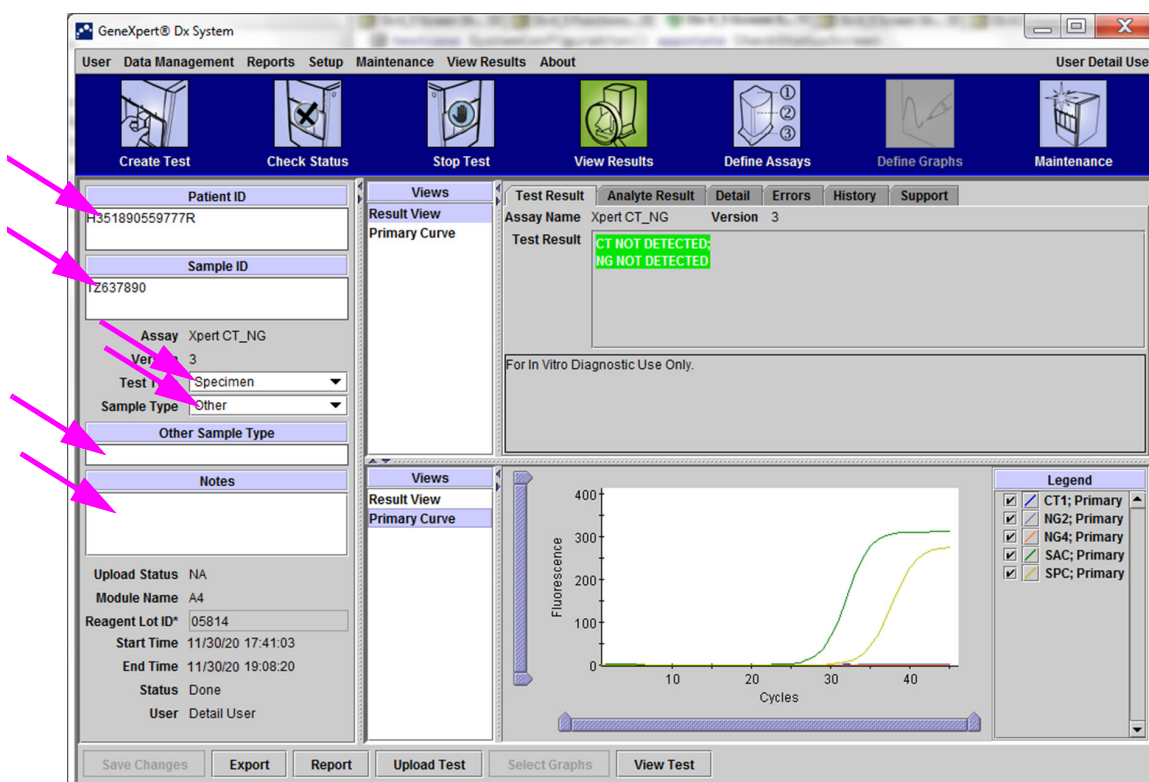 GeneXpert® Dx System
User Data Management Reports Setup Maintenance View Results About User Detail Use
Create Test Check Status Stop Test View Results Define Assays Define Graphs Maintenance
Patient ID
H351890559777R
Sample ID
TZ637890
Assay Xpert CT_NG
Version 3
Test Specimen
Sample Type Other
Other Sample Type
Notes
Upload Status NA
Module Name A4
Reagent Lot ID* 05814
Start Time 11/30/20 17:41:03
End Time 11/30/20 19:08:20
Status Done
User Detail User
Views
Result View
Primary Curve
Test Result Analyte Result Detail Errors History Support
Assay Name Xpert CT_NG Version 3
Test Result CT NOT DETECTED;
NG NOT DETECTED
For In Vitro Diagnostic Use Only.
Views
Result View
Primary Curve
Fluorescence
400
300
200
100
0
10 20 30 40
Cycles
Legend
CT1; Primary
NG2; Primary
NG4; Primary
SAC; Primary
SPC; Primary
Save Changes Export Report Upload Test Select Graphs View Test